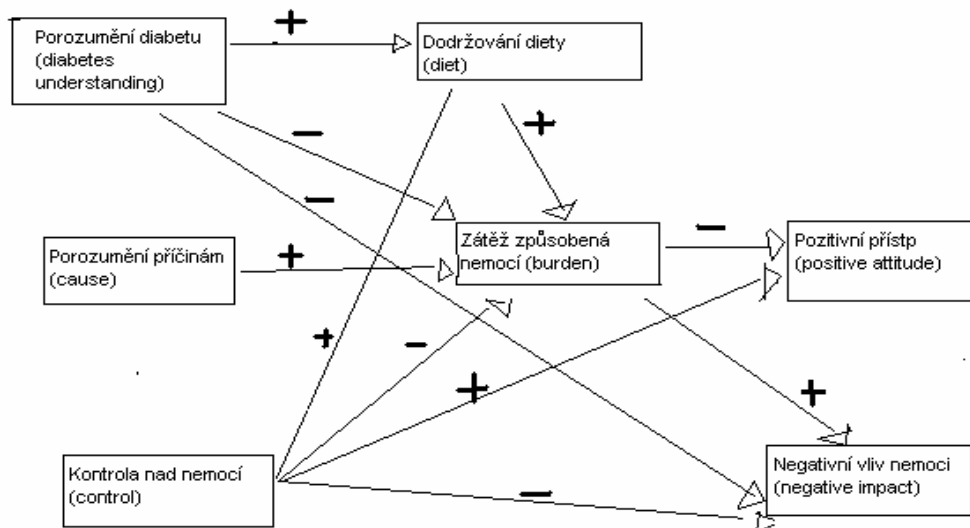 Porozumění diabetu
(diabetes
understanding)
+
Dodržování diety
(diet)
−
+
−
Porozumění příčinám
(cause)
+
Zátěž způsobená
nemocí (burden)
−
Pozitivní přístp
(positive attitude)
+
−
+
+
Kontrola nad nemocí
(control)
−
Negativní vliv nemoci
(negative impact)